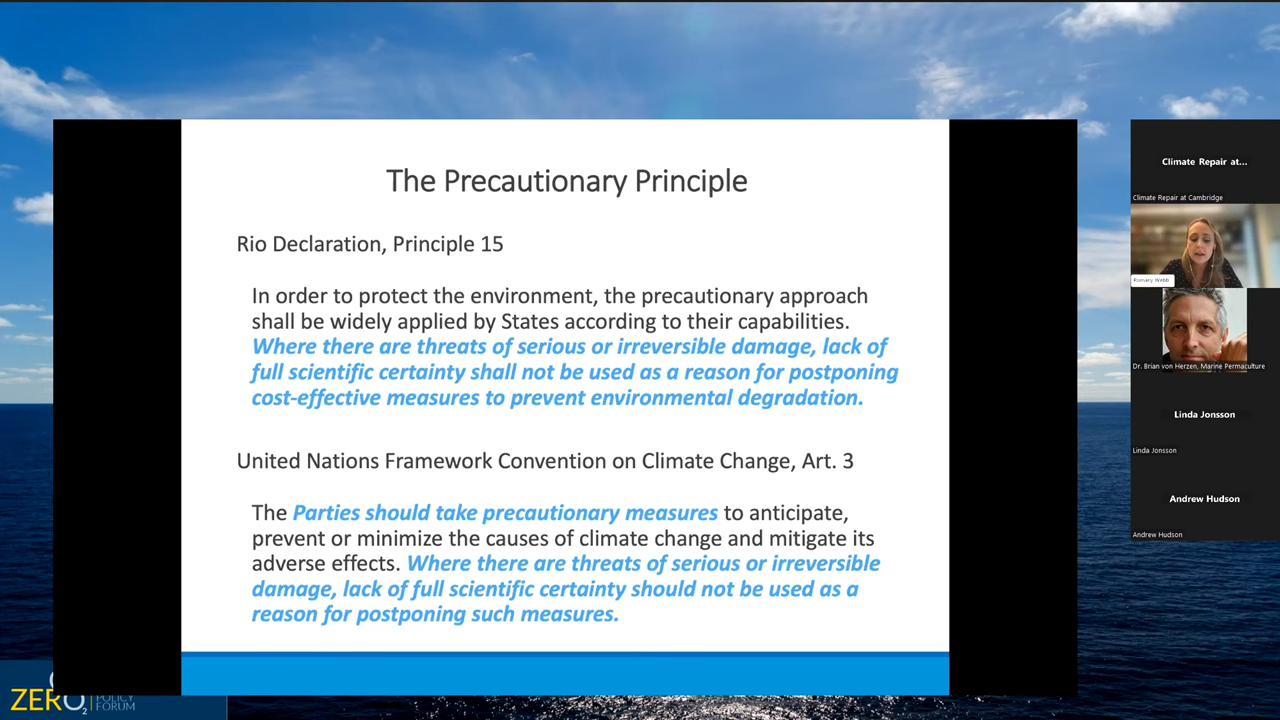 The Precautionary Principle
Rio Declaration, Principle 15
In order to protect the environment, the precautionary approach
shall be widely applied by States according to their capabilities.
Where there are threats of serious or irreversible damage, lack of
full scientific certainty shall not be used as a reason for postponing
cost-effective measures to prevent environmental degradation.
United Nations Framework Convention on Climate Change, Art. 3
The Parties should take precautionary measures to anticipate,
prevent or minimize the causes of climate change and mitigate its
adverse effects. Where there are threats of serious or irreversible
damage, lack of full scientific certainty should not be used as a
reason for postponing such measures.
Climate Repair at...
Climate Repair at Cambridge
Romany Webb
Dr. Brian von Herzen, Marine Permaculture
Linda Jonsson
Linda Jonsson
Andrew Hudson
Andrew Hudson
ZERO2
POLICY
FORUM